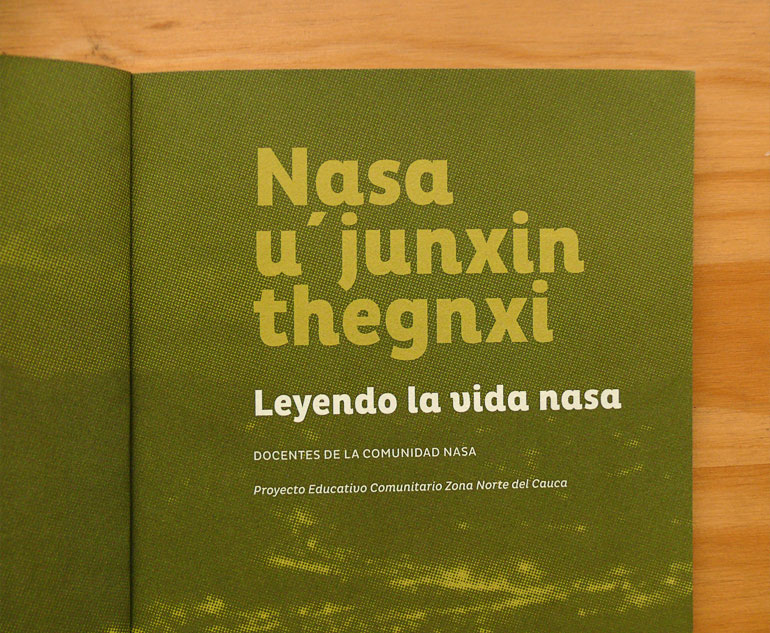 Nasa
u´junxin
thegnxi
Leyendo la vida nasa
DOCENTES DE LA COMUNIDAD NASA
Proyecto Educativo Comunitario Zona Norte del Cauca